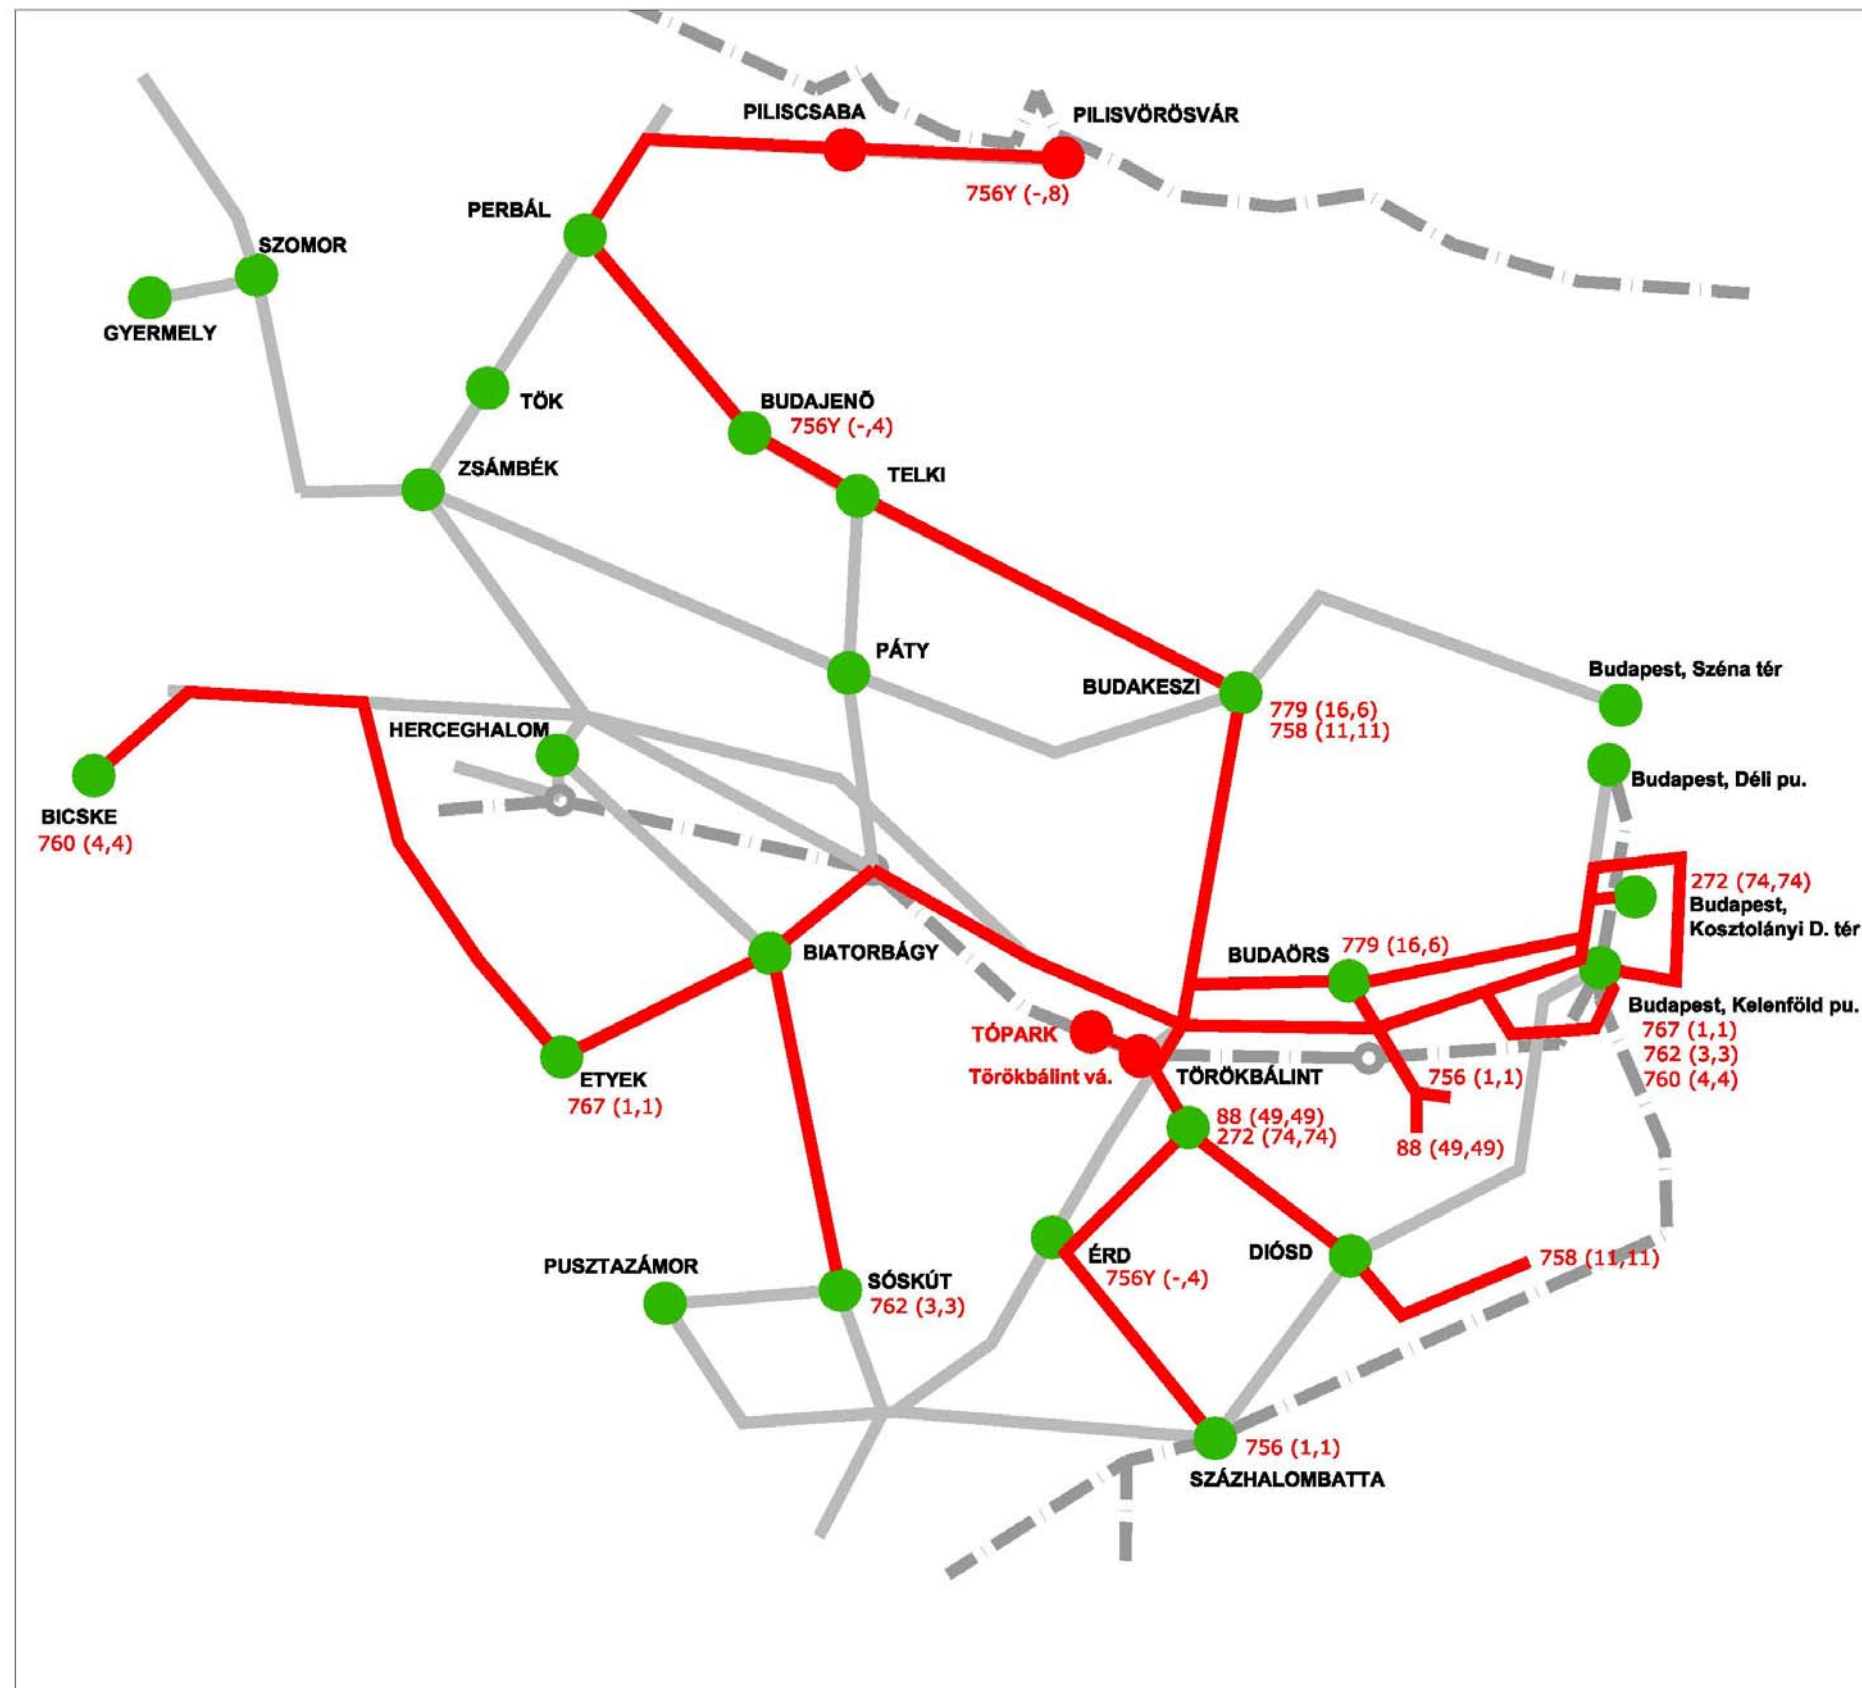 PILISCSABA
PILISVÖRÖSVÁR
756Y (-,8)
PERBÁL
SZOMOR
GYERMELY
TÖK
BUDAJENŐ
756Y (-,4)
ZSÁMBÉK
TELKI
PÁTY
BUDAKESZI
779 (16,6)
758 (11,11)
Budapest, Széna tér
HERCEGHALOM
Budapest, Déli pu.
BICSKE
760 (4,4)
272 (74,74)
Budapest,
Kosztolányi D. tér
BIATORBÁGY
BUDAÖRS
779 (16,6)
Budapest, Kelenföld pu.
767 (1,1)
762 (3,3)
760 (4,4)
TÓPARK
Törökbálint vá.
TÖRÖKBÁLINT
756 (1,1)
ETYEK
767 (1,1)
88 (49,49)
272 (74,74)
88 (49,49)
PUSZTAZÁMOR
SÓSKÚT
762 (3,3)
ÉRD
756Y (-,4)
DIÓSD
758 (11,11)
756 (1,1)
SZÁZHALOMBATTA